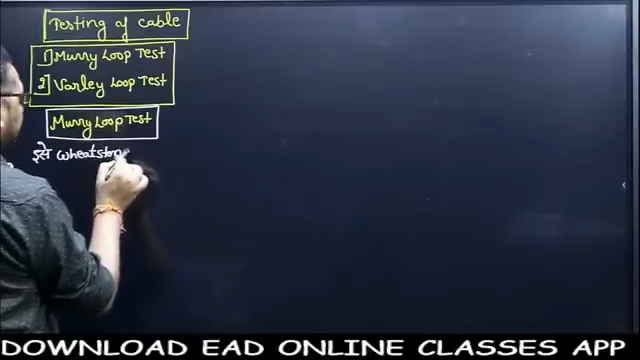 Testing of cable
1] Murry Loop Test
2] Varley Loop Test
Murry Loop Test
इसे wheatston
DOWNLOAD EAD ONLINE CLASSES APP